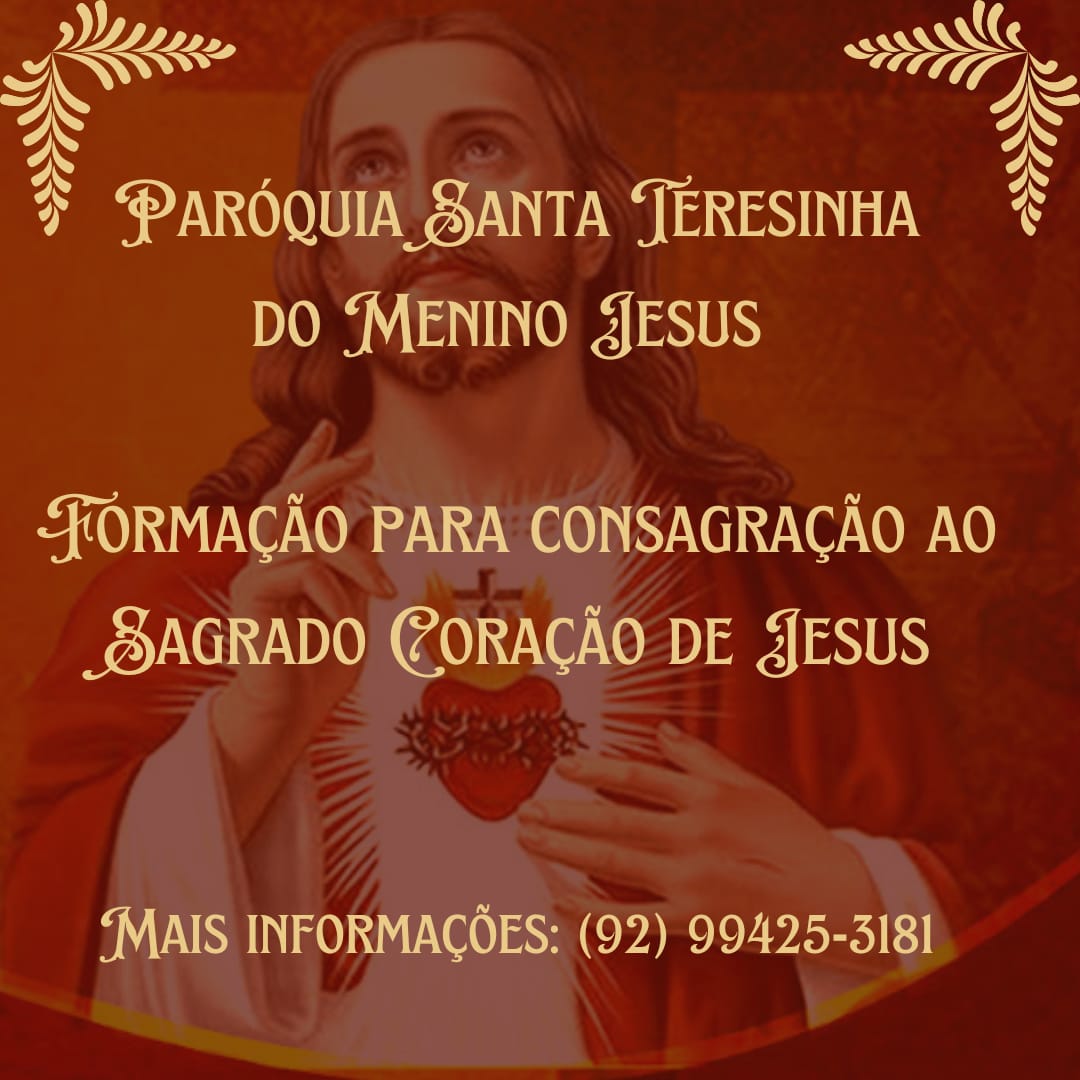 Paróquia Santa Teresinha
do Menino Jesus
Formação para consagração ao
Sagrado Coração de Jesus
Mais informações: (92) 99425-3181